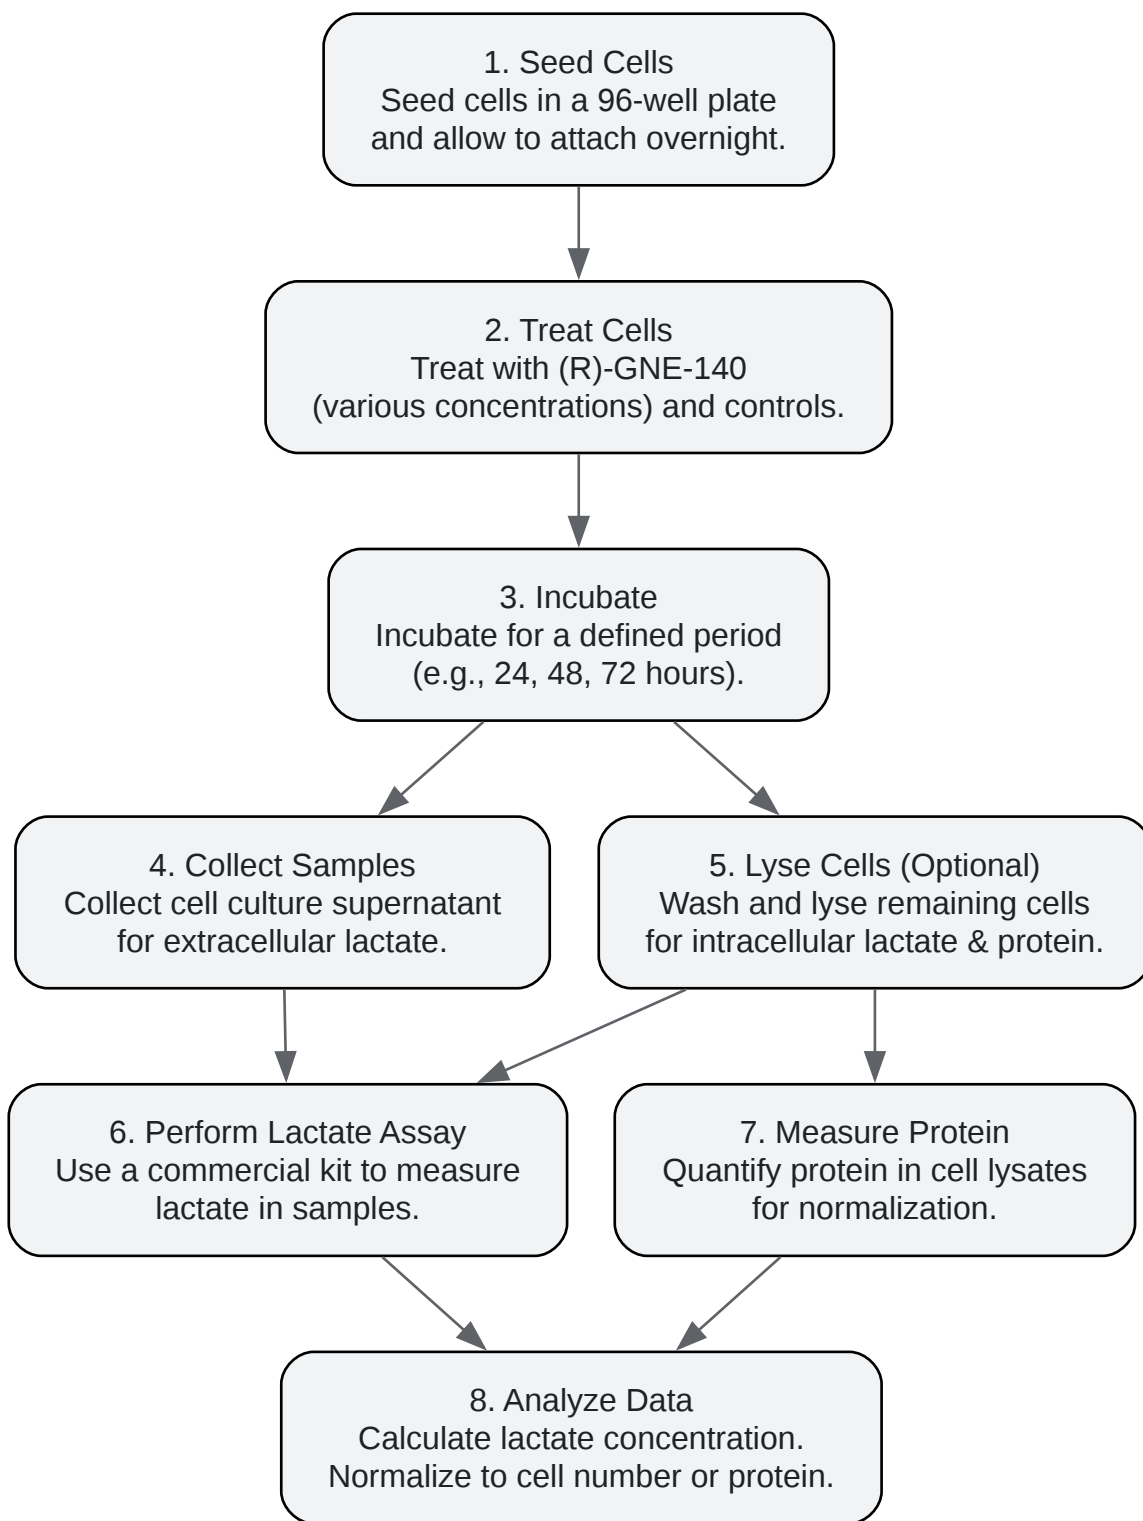 1. Seed Cells
Seed cells in a 96-well plate
and allow to attach overnight.
2. Treat Cells
Treat with (R)-GNE-140
(various concentrations) and controls.
3. Incubate
Incubate for a defined period
(e.g., 24, 48, 72 hours).
4. Collect Samples
Collect cell culture supernatant
for extracellular lactate.
5. Lyse Cells (Optional)
Wash and lyse remaining cells
for intracellular lactate & protein.
6. Perform Lactate Assay
Use a commercial kit to measure
lactate in samples.
7. Measure Protein
Quantify protein in cell lysates
for normalization.
8. Analyze Data
Calculate lactate concentration.
Normalize to cell number or protein.